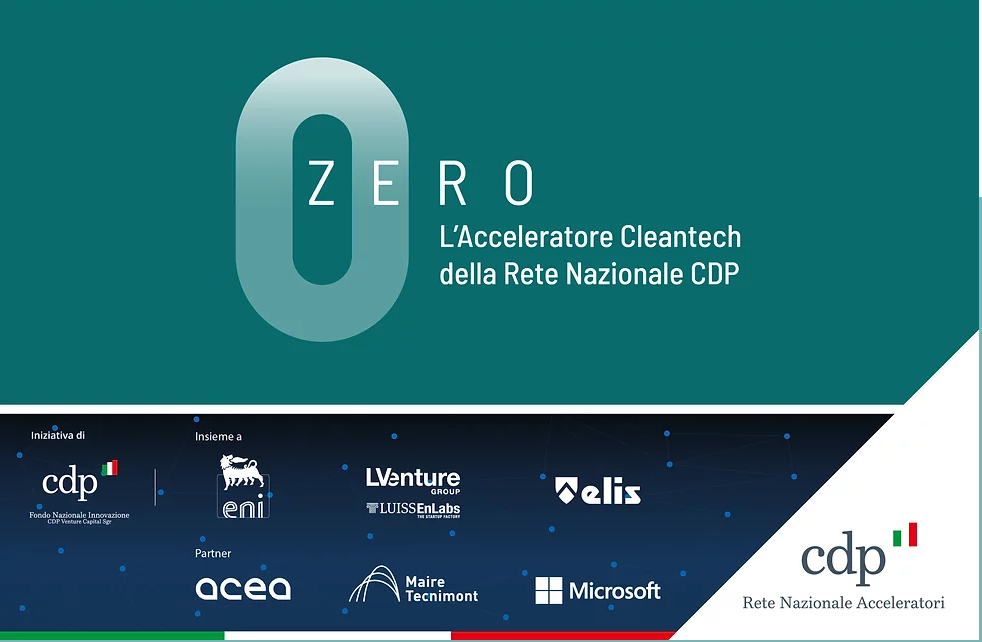 ZERO
L'Acceleratore Cleantech
della Rete Nazionale CDP
Iniziativa di
cdp
Fondo Nazionale Innovazione
CDP Venture Capital Sgr
Insieme a
eni
LVenture
GROUP
LUISS EnLabs
THE STARTUP FACTORY
elis
Partner
acea
Maire
Tecnimont
Microsoft
cdp
Rete Nazionale Acceleratori